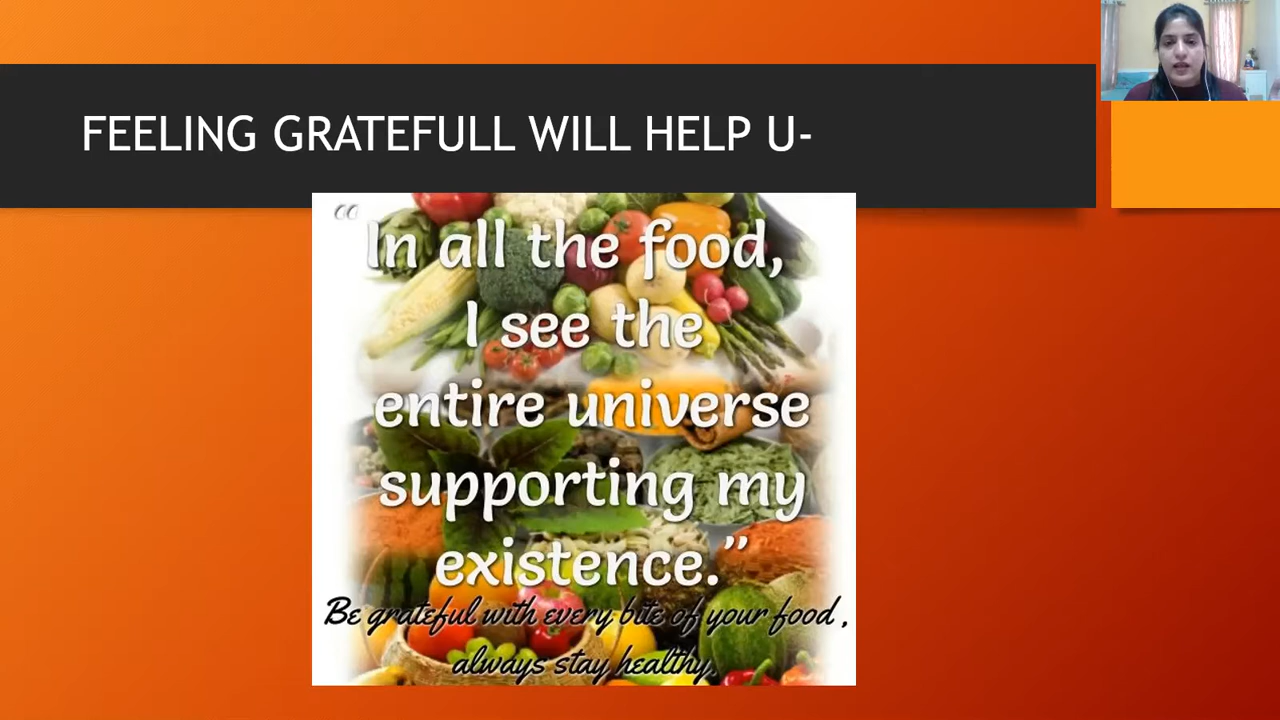 FEELING GRATEFULL WILL HELP U-
“In all the food,
I see the
entire universe
supporting my
existence.”
Be grateful with every bite of your food ,
always stay healthy.